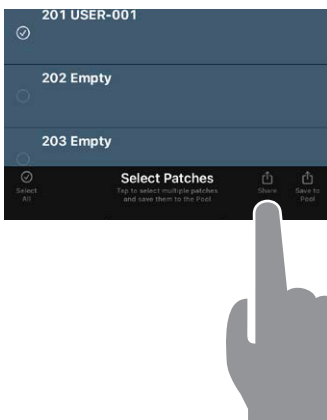 201 USER-001
202 Empty
203 Empty
Select Patches
Tap to select multiple patches
and save them to the Pool
Select
All
Share
Save to
Pool